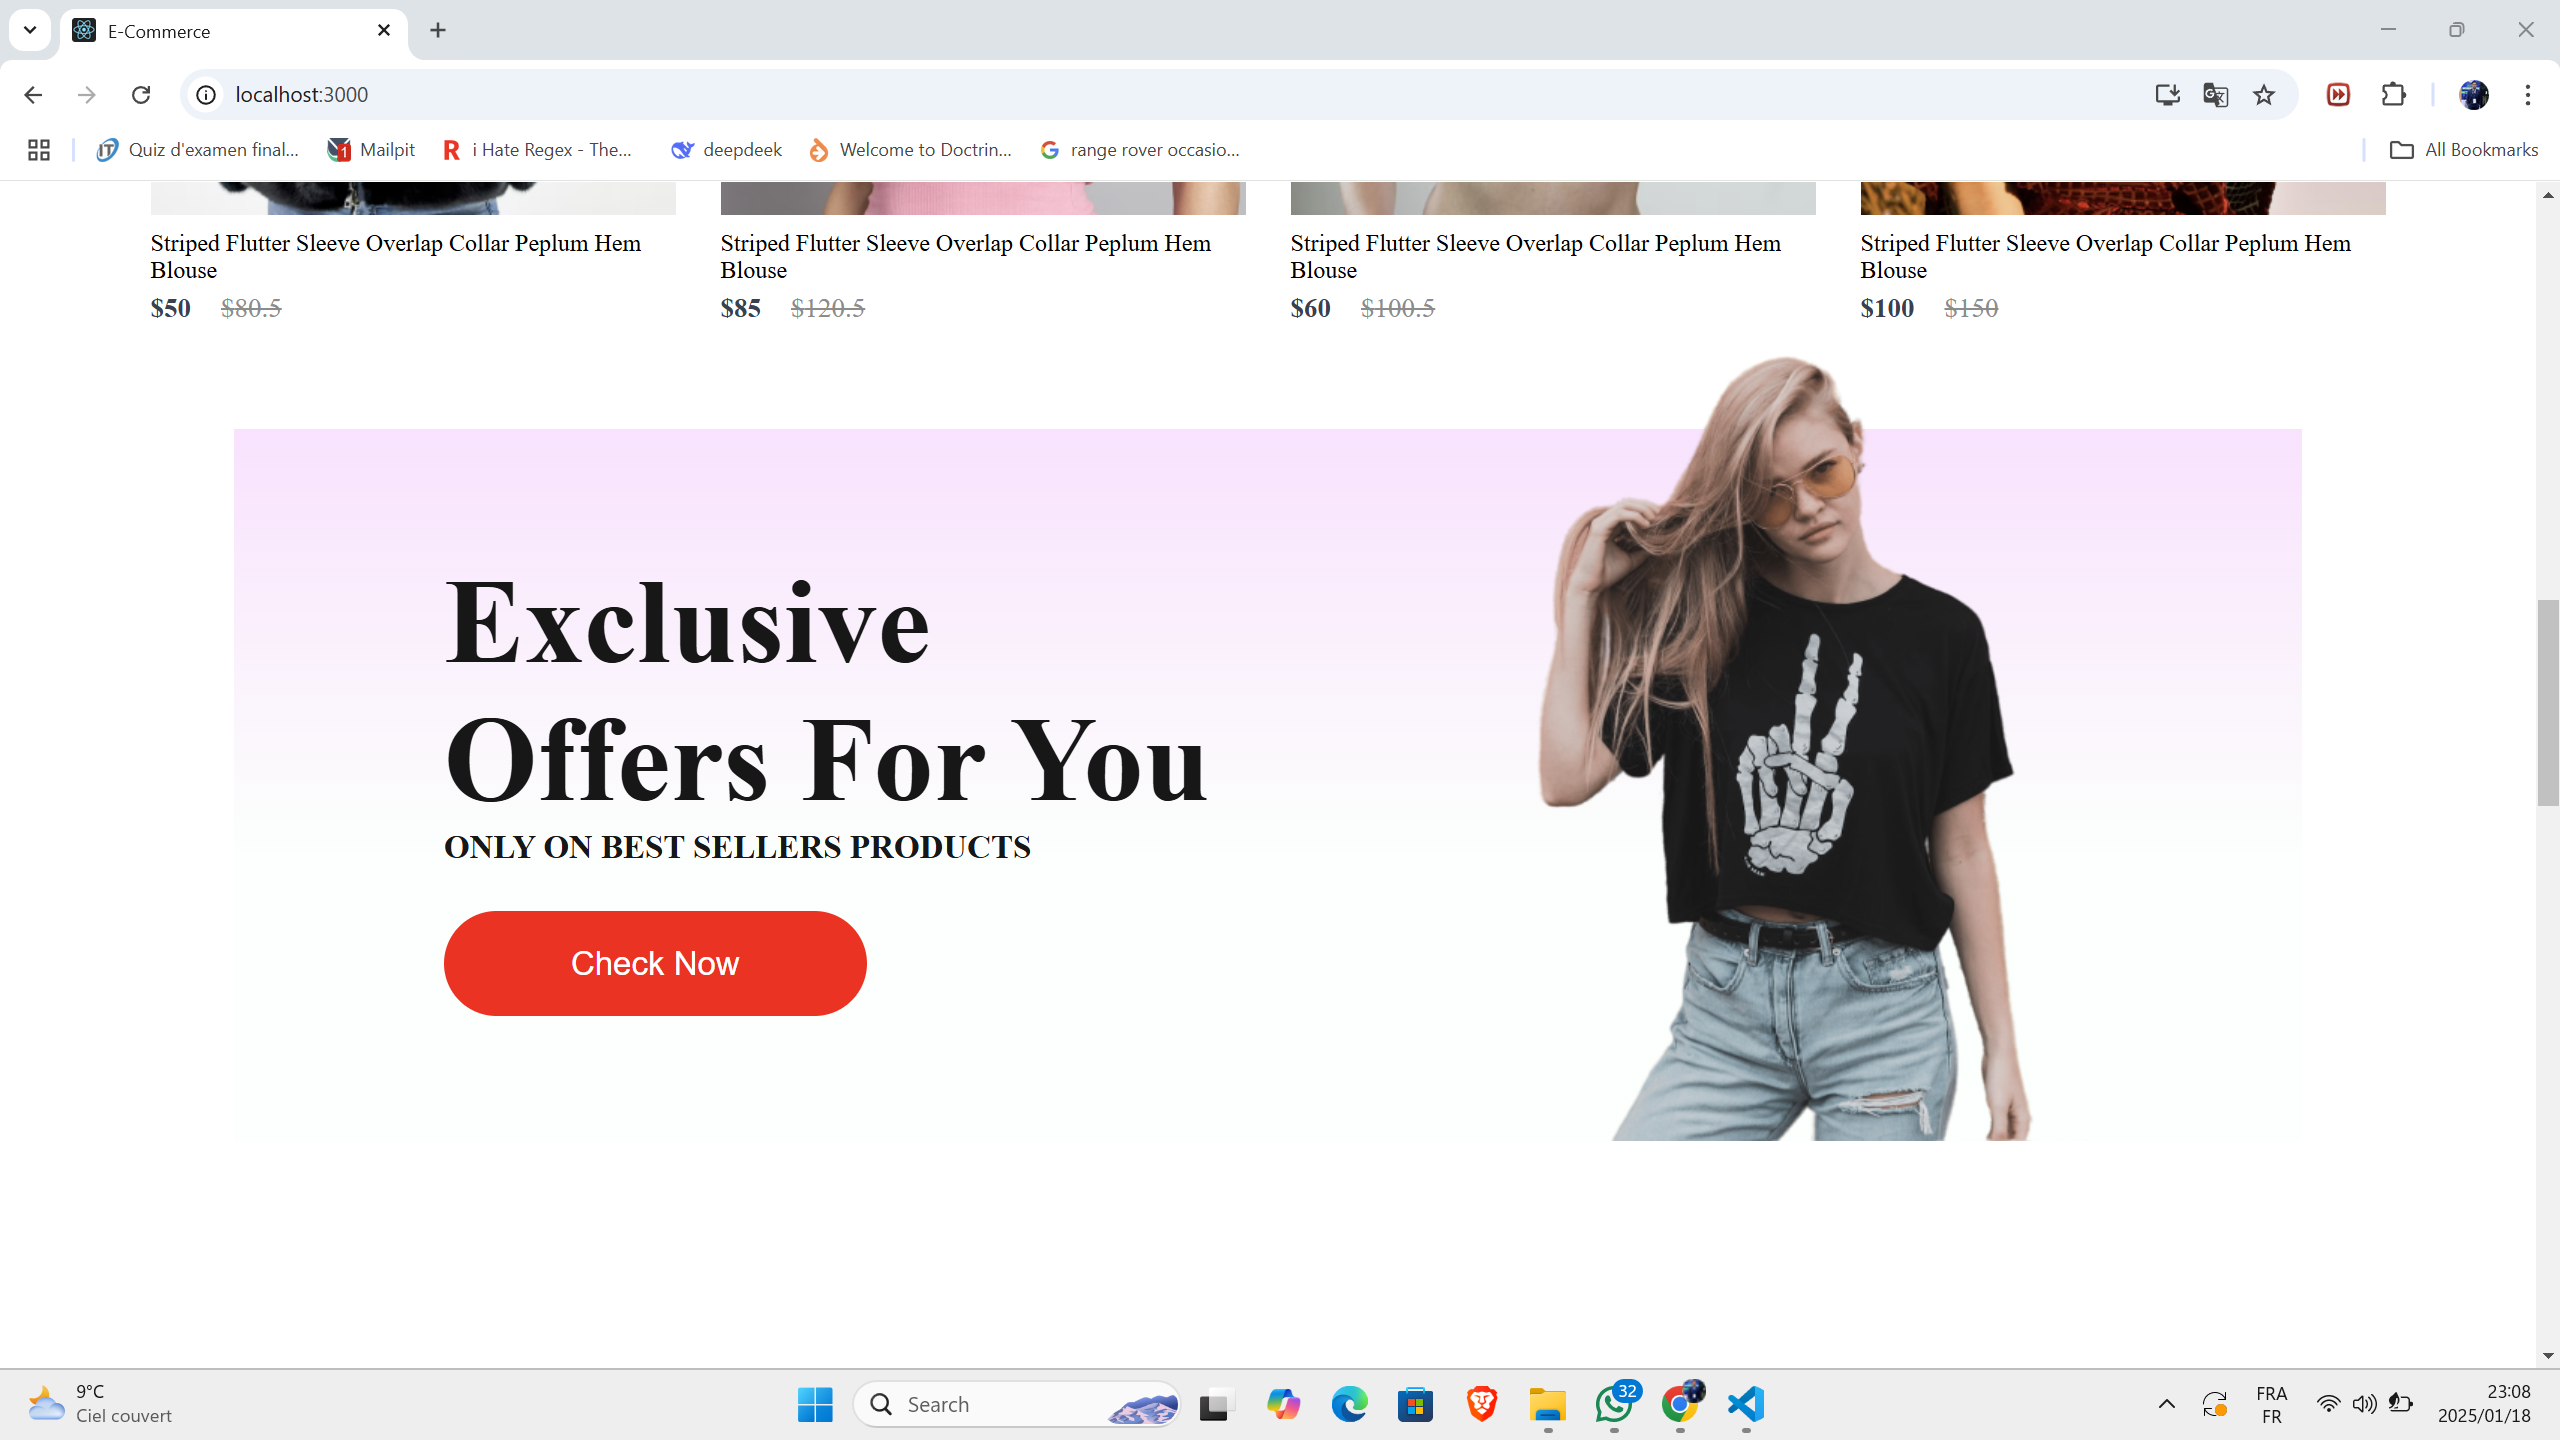 E-Commerce
localhost:3000
Quiz d'examen final...
Mailpit
i Hate Regex - The...
deepdeek
Welcome to Doctrin...
range rover occasio...
All Bookmarks
Striped Flutter Sleeve Overlap Collar Peplum Hem
Blouse
$50 $80.5
Striped Flutter Sleeve Overlap Collar Peplum Hem
Blouse
$85 $120.5
Striped Flutter Sleeve Overlap Collar Peplum Hem
Blouse
$60 $100.5
Striped Flutter Sleeve Overlap Collar Peplum Hem
Blouse
$100 $150
Exclusive
Offers For You
ONLY ON BEST SELLERS PRODUCTS
Check Now
9°C
Ciel couvert
Search
32
FRA
FR
23:08
2025/01/18